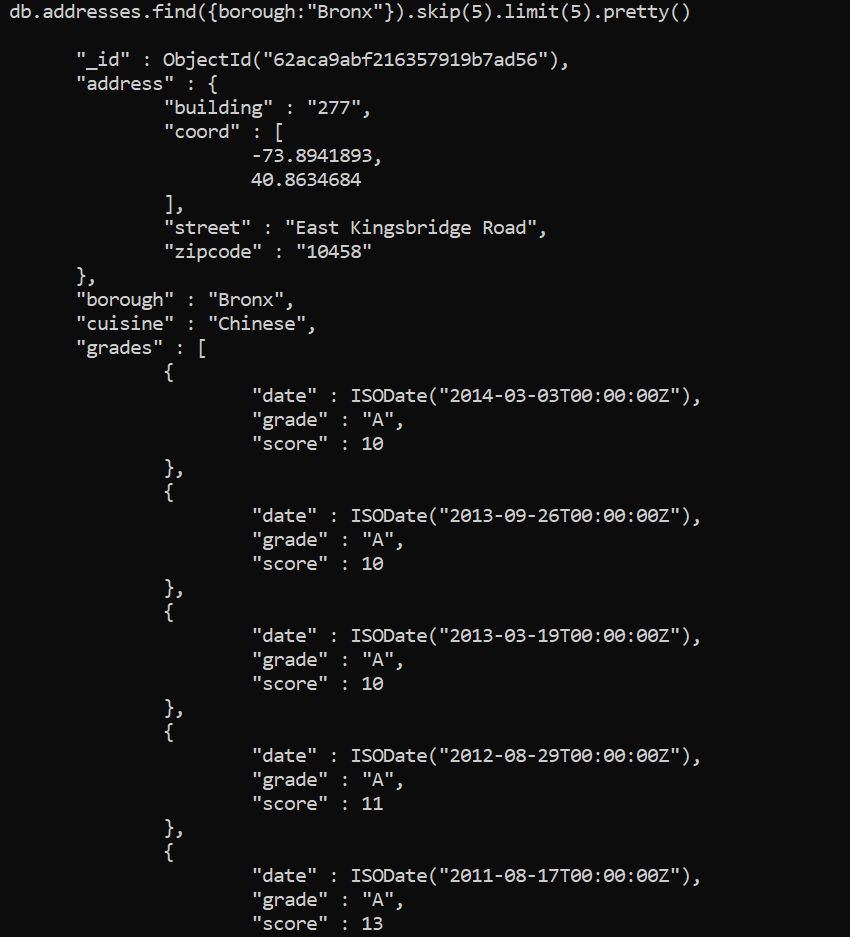 db.addresses.find({borough:"Bronx"}).skip(5).limit(5).pretty()
"_id" : ObjectId("62aca9abf216357919b7ad56"),
"address" : {
"building" : "277",
"coord" : [
-73.8941893,
40.8634684
],
"street" : "East Kingsbridge Road",
"zipcode" : "10458"
},
"borough" : "Bronx",
"cuisine" : "Chinese",
"grades" : [
{
"date" : ISODate("2014-03-03T00:00:00Z"),
"grade" : "A",
"score" : 10
},
{
"date" : ISODate("2013-09-26T00:00:00Z"),
"grade" : "A",
"score" : 10
},
{
"date" : ISODate("2013-03-19T00:00:00Z"),
"grade" : "A",
"score" : 10
},
{
"date" : ISODate("2012-08-29T00:00:00Z"),
"grade" : "A",
"score" : 11
},
{
"date" : ISODate("2011-08-17T00:00:00Z"),
"grade" : "A",
"score" : 13